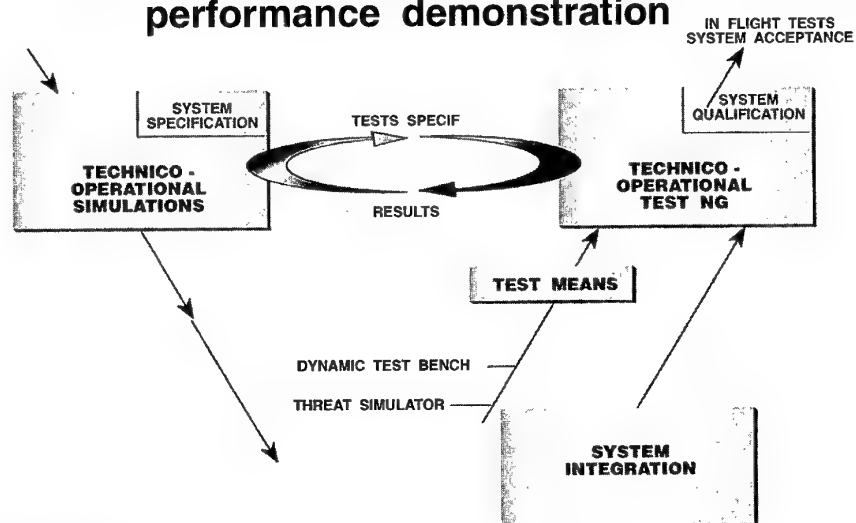 performance demonstration
IN FLIGHT TESTS
SYSTEM ACCEPTANCE
SYSTEM
SPECIFICATION
TECHNICO -
OPERATIONAL
SIMULATIONS
TESTS SPECIF
RESULTS
SYSTEM
QUALIFICATION
TECHNICO -
OPERATIONAL
TEST NG
TEST MEANS
DYNAMIC TEST BENCH
THREAT SIMULATOR
SYSTEM
INTEGRATION